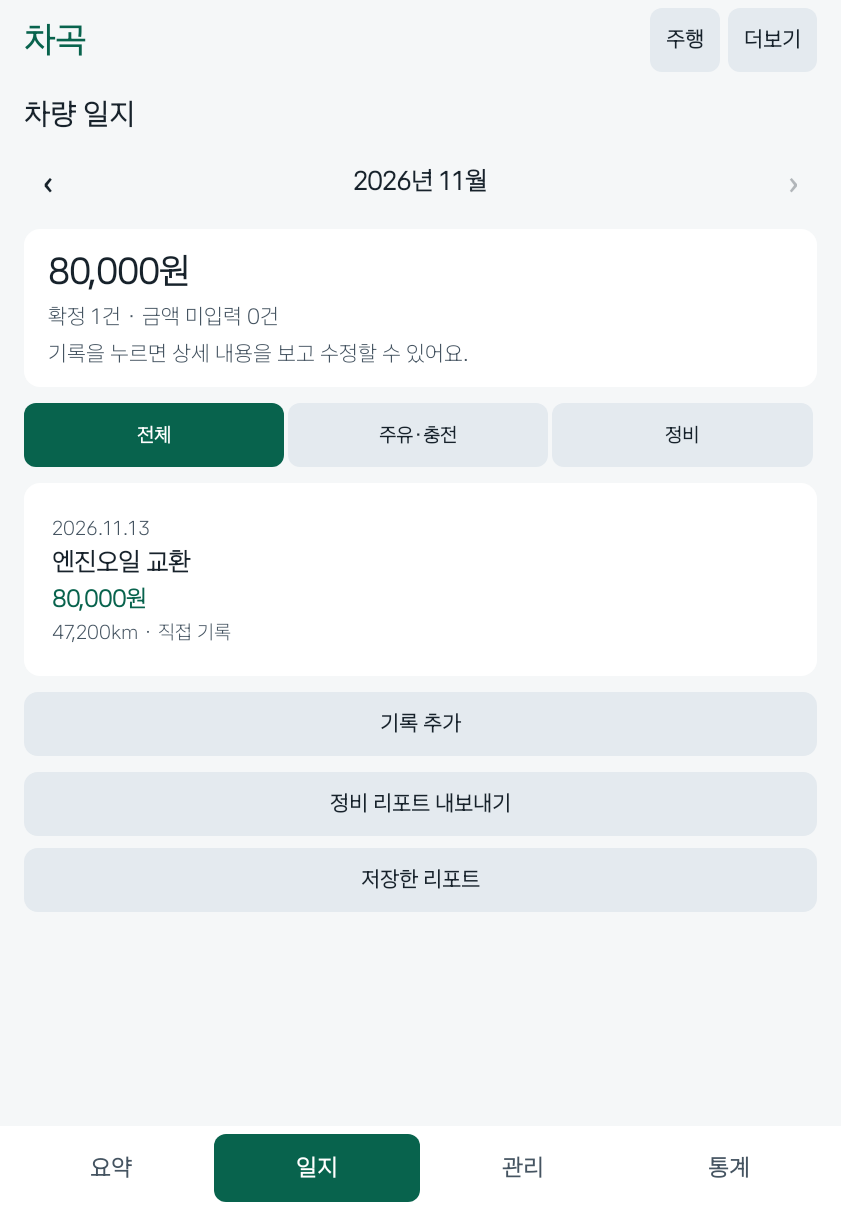 차곡
주행
더보기
차량 일지
‹
2026년 11월
›
80,000원
확정 1건 · 금액 미입력 0건
기록을 누르면 상세 내용을 보고 수정할 수 있어요.
전체
주유·충전
정비
2026.11.13
엔진오일 교환
80,000원
47,200km · 직접 기록
기록 추가
정비 리포트 내보내기
저장한 리포트
요약
일지
관리
통계